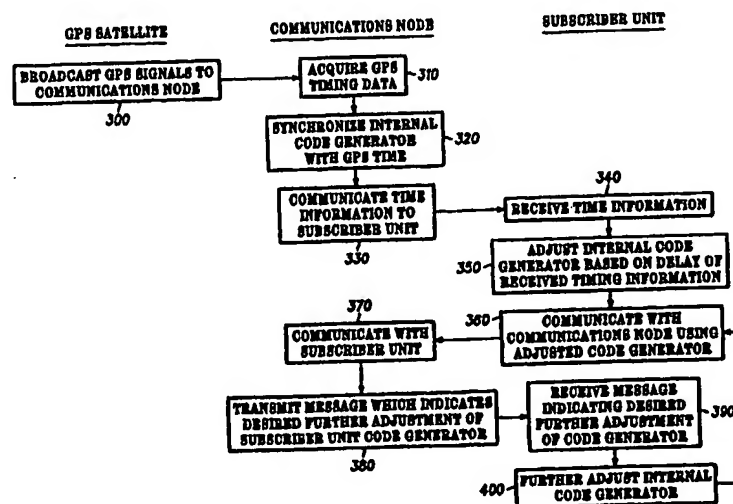 GPS SATELLITE
COMMUNICATIONS NODE
SUBSCRIBER UNIT
BROADCAST GPS SIGNALS TO
COMMUNICATIONS NODE
300
ACQUIRE GPS
TIMING DATA
310
SYNCHRONIZE INTERNAL
CODE GENERATOR
WITH GPS TIME
320
COMMUNICATE TIME
INFORMATION TO
SUBSCRIBER UNIT
330
340
RECEIVE TIME INFORMATION
350
ADJUST INTERNAL CODE
GENERATOR BASED ON DELAY OF
RECEIVED TIMING INFORMATION
360
COMMUNICATE WITH
COMMUNICATIONS NODE USING
ADJUSTED CODE GENERATOR
370
COMMUNICATE WITH
SUBSCRIBER UNIT
TRANSMIT MESSAGE WHICH INDICATES
DESIRED FURTHER ADJUSTMENT OF
SUBSCRIBER UNIT CODE GENERATOR
380
RECEIVE MESSAGE
INDICATING DESIRED
FURTHER ADJUSTMENT
OF CODE GENERATOR
390
400
FURTHER ADJUST INTERNAL
CODE GENERATOR